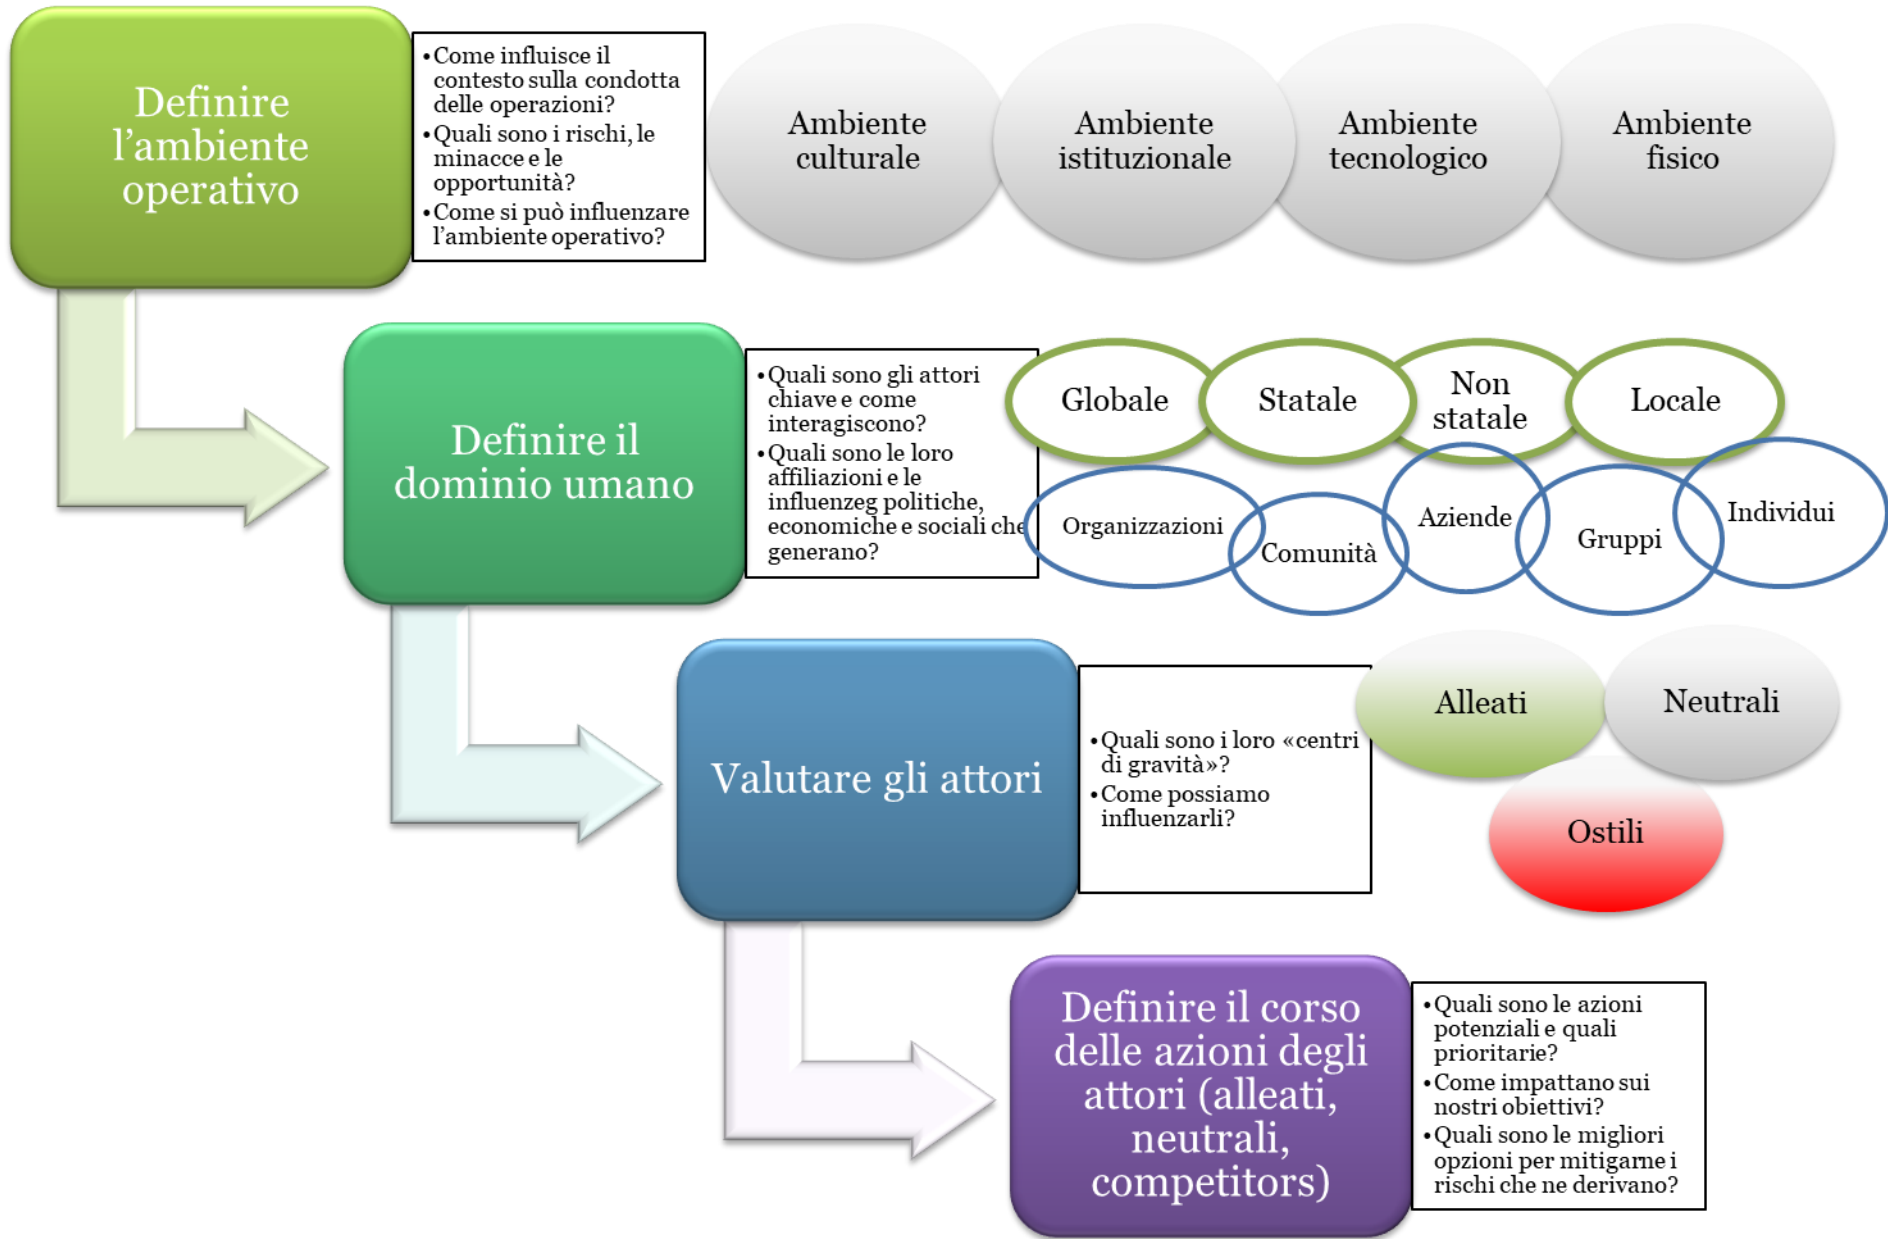 Definire
l’ambiente
operativo
•Come influisce il
contesto sulla condotta
delle operazioni?
•Quali sono i rischi, le
minacce e le
opportunità?
•Come si può influenzare
l’ambiente operativo?
Ambiente
culturale
Ambiente
istituzionale
Ambiente
tecnologico
Ambiente
fisico
Definire il
dominio umano
•Quali sono gli attori
chiave e come
interagiscono?
•Quali sono le loro
affiliazioni e le
influenzeg politiche,
economiche e sociali che
generano?
Globale
Statale
Non
statale
Locale
Organizzazioni
Comunità
Aziende
Gruppi
Individui
Valutare gli attori
•Quali sono i loro «centri
di gravità»?
•Come possiamo
influenzarli?
Alleati
Neutrali
Ostili
Definire il corso
delle azioni degli
attori (alleati,
neutrali,
competitors)
•Quali sono le azioni
potenziali e quali
prioritarie?
•Come impattano sui
nostri obiettivi?
•Quali sono le migliori
opzioni per mitigarne i
rischi che ne derivano?